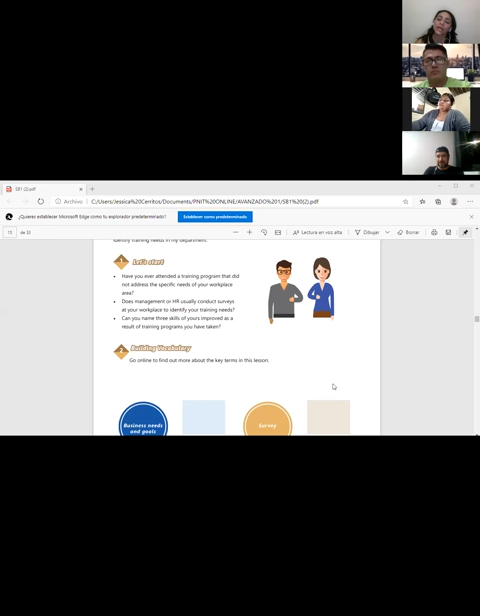 SB1 (2).pdf
Archivo
C:/Users/Jessica%20Cerritos/Documents/PNIT%20ONLINE/AVANZADO%201/SB1%20(2).pdf
¿Quieres establecer Microsoft Edge como tu explorador predeterminado?
Establecer como predeterminado
15
de 33
Lectura en voz alta
Dibujar
Borrar
identify training needs in my department.
1
Let's start
• Have you ever attended a training program that did
not address the specific needs of your workplace
area?
• Does management or HR usually conduct surveys
at your workplace to identify your training needs?
• Can you name three skills of yours improved as a
result of training programs you have taken?
2
Building Vocabulary
Go online to find out more about the key terms in this lesson.
Business needs
and goals
Survey